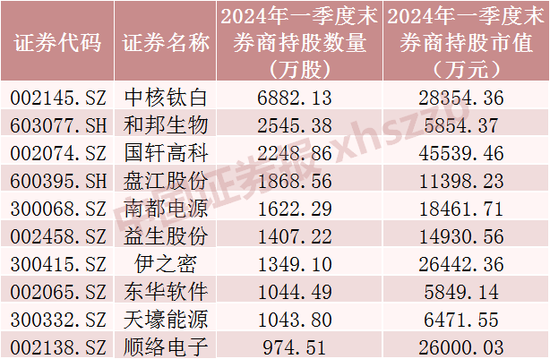 证券代码 证券名称 2024年一季度末券商持股数量(万股) 2024年一季度末券商持股市值(万元)
002145.SZ 中核钛白 6882.13 28354.36
603077.SH 和邦生物 2545.38 5854.37
002074.SZ 国轩高科 2248.86 45539.46
600395.SH 盘江股份 1868.56 11398.23
300068.SZ 南都电源 1622.29 18461.71
002458.SZ 益生股份 1407.22 14930.56
300415.SZ 伊之密 1349.10 26442.36
002065.SZ 东华软件 1044.49 5849.14
300332.SZ 天壕能源 1043.80 6471.55
002138.SZ 顺络电子 974.51 26000.03
中国证券报 xhszzb